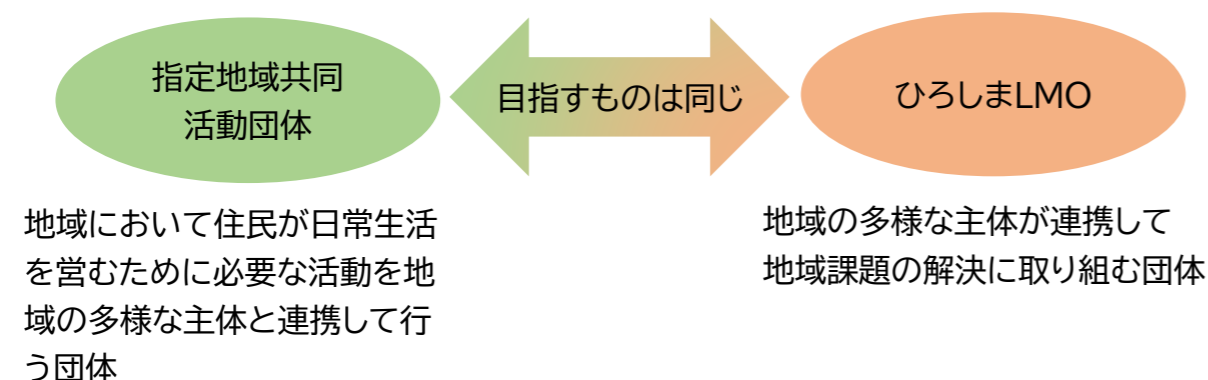 指定地域共同
活動団体
目指すものは同じ
ひろしまLMO
地域において住民が日常生活
を営むために必要な活動を地
域の多様な主体と連携して行
う団体
地域の多様な主体が連携して
地域課題の解決に取り組む団体